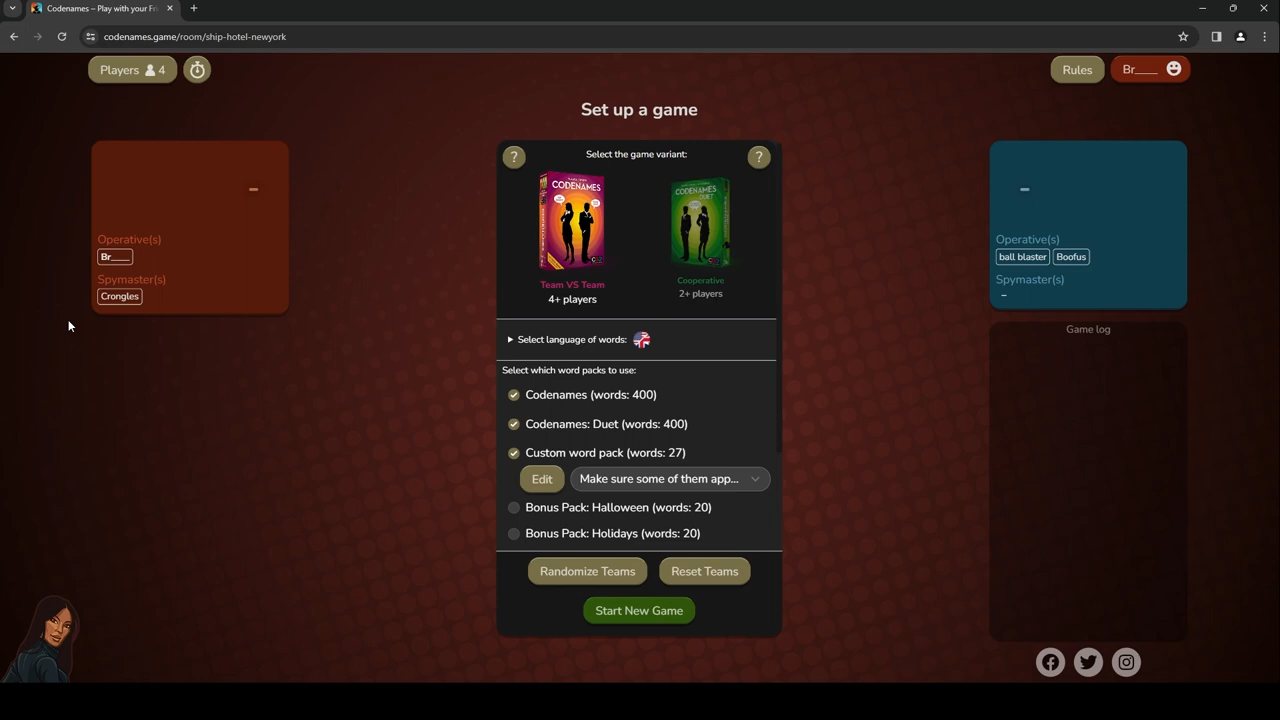 Codenames – Play with your Fri
codenames.game/room/ship-hotel-newyork
Players 4
Rules
Br____
Set up a game
–
Operative(s)
Br____
Spymaster(s)
Crongles
?
Select the game variant:
?
CODENAMES
CODENAMES
DUET
Team VS Team
4+ players
Cooperative
2+ players
Select language of words:
Select which word packs to use:
Codenames (words: 400)
Codenames: Duet (words: 400)
Custom word pack (words: 27)
Edit
Make sure some of them app...
Bonus Pack: Halloween (words: 20)
Bonus Pack: Holidays (words: 20)
Randomize Teams
Reset Teams
Start New Game
–
Operative(s)
ball blaster
Boofus
Spymaster(s)
–
Game log